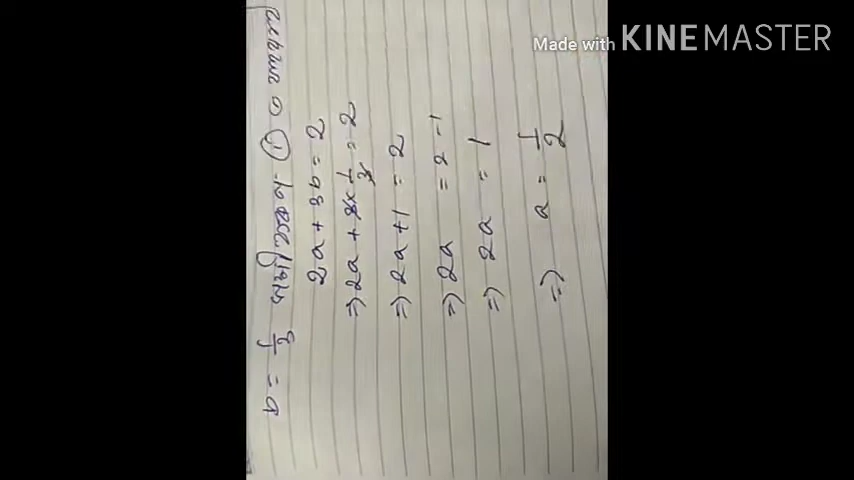 Made with KINEMASTER
b = 1/3
2a + 3b = 2
⇒ 2a + 3 × 1/3 = 2
⇒ 2a + 1 = 2
⇒ 2a = 2 - 1
⇒ 2a = 1
⇒ a = 1/2